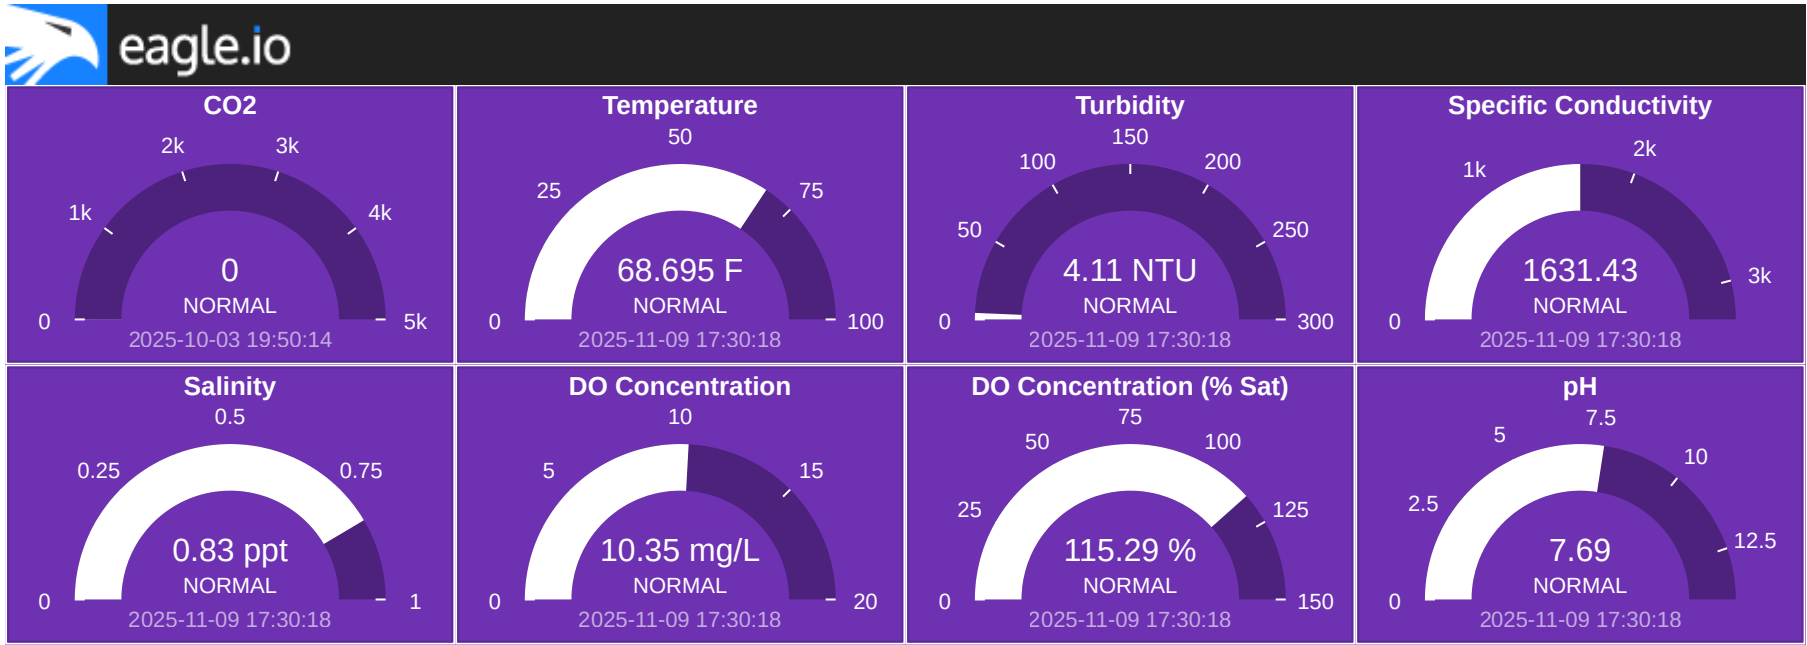 eagle.io
CO2
2k
3k
1k
4k
0
5k
0
NORMAL
2025-10-03 19:50:14
Temperature
50
25
75
0
100
68.695 F
NORMAL
2025-11-09 17:30:18
Turbidity
150
100
200
50
250
0
300
4.11 NTU
NORMAL
2025-11-09 17:30:18
Specific Conductivity
2k
1k
3k
0
1631.43
NORMAL
2025-11-09 17:30:18
Salinity
0.5
0.25
0.75
0
1
0.83 ppt
NORMAL
2025-11-09 17:30:18
DO Concentration
10
5
15
0
20
10.35 mg/L
NORMAL
2025-11-09 17:30:18
DO Concentration (% Sat)
75
50
100
25
125
0
150
115.29 %
NORMAL
2025-11-09 17:30:18
pH
7.5
5
10
2.5
12.5
0
7.69
NORMAL
2025-11-09 17:30:18